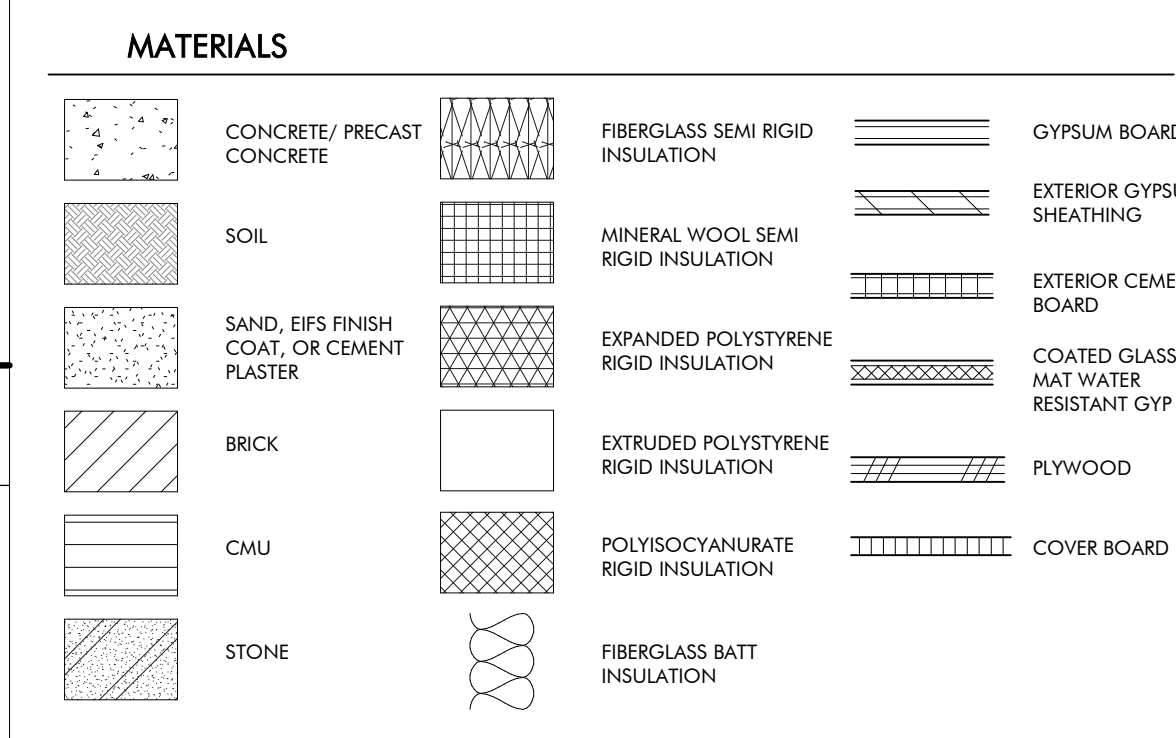 MATERIALS
CONCRETE/ PRECAST
CONCRETE
SOIL
SAND, EIFS FINISH
COAT, OR CEMENT
PLASTER
BRICK
CMU
STONE
FIBERGLASS SEMI RIGID
INSULATION
MINERAL WOOL SEMI
RIGID INSULATION
EXPANDED POLYSTYRENE
RIGID INSULATION
EXTRUDED POLYSTYRENE
RIGID INSULATION
POLYISOCYANURATE
RIGID INSULATION
FIBERGLASS BATT
INSULATION
GYPSUM BOARD
EXTERIOR GYPSU
SHEATHING
EXTERIOR CEME
BOARD
COATED GLASS
MAT WATER
RESISTANT GYP
PLYWOOD
COVER BOARD